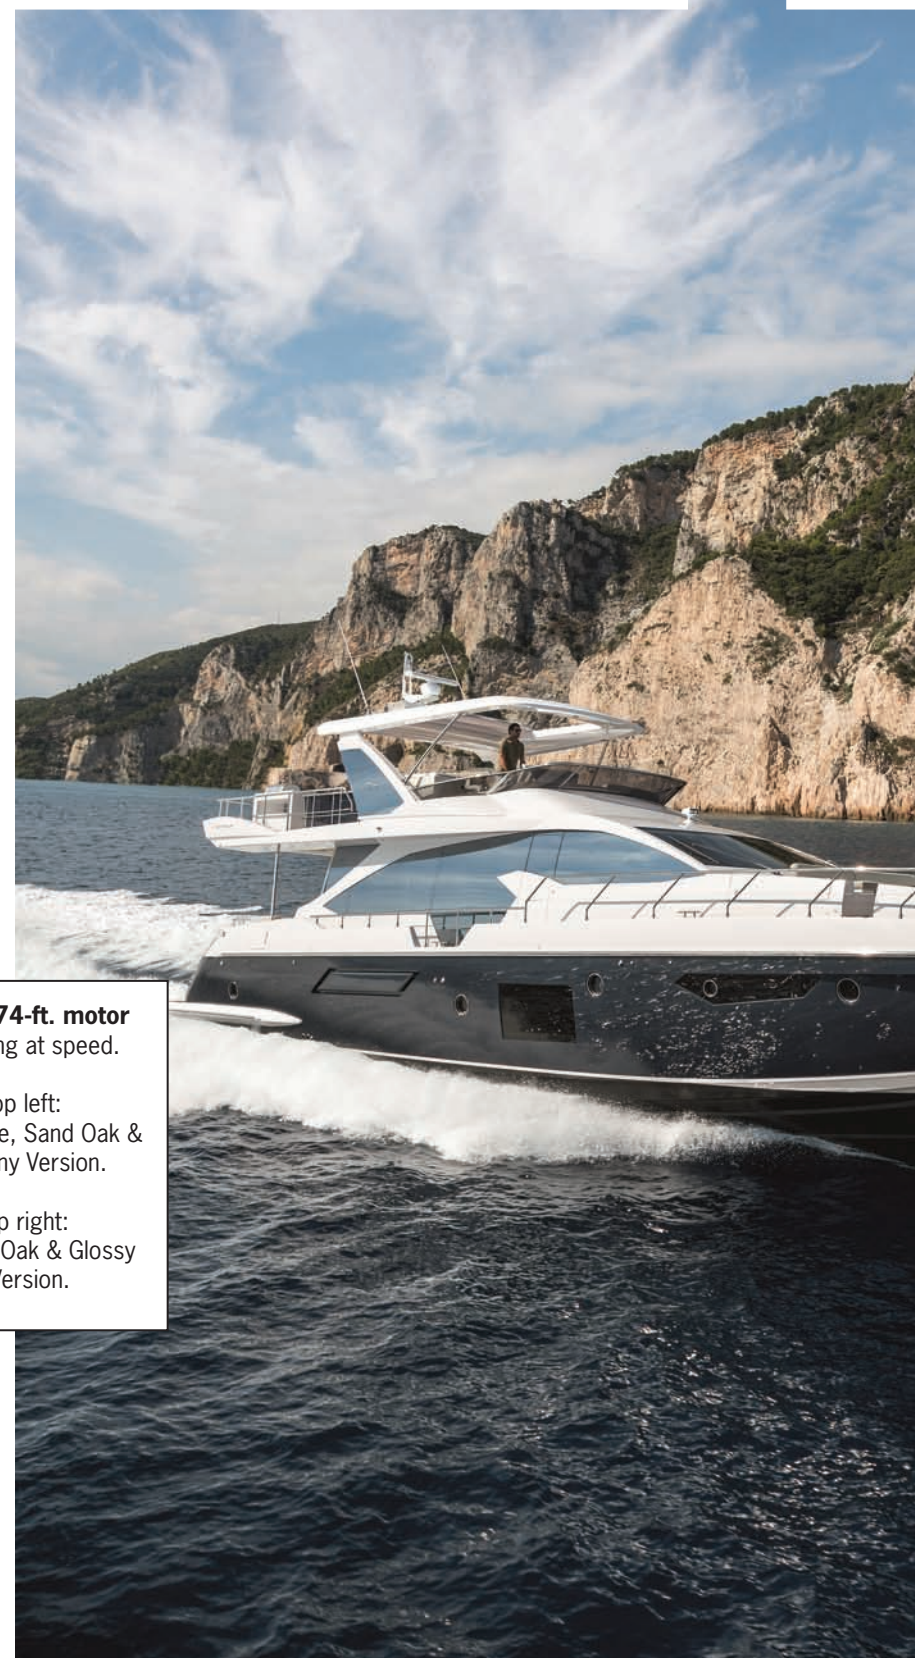 74-ft. motor
ng at speed.
op left:
e, Sand Oak &
ny Version.
p right:
Oak & Glossy
Version.